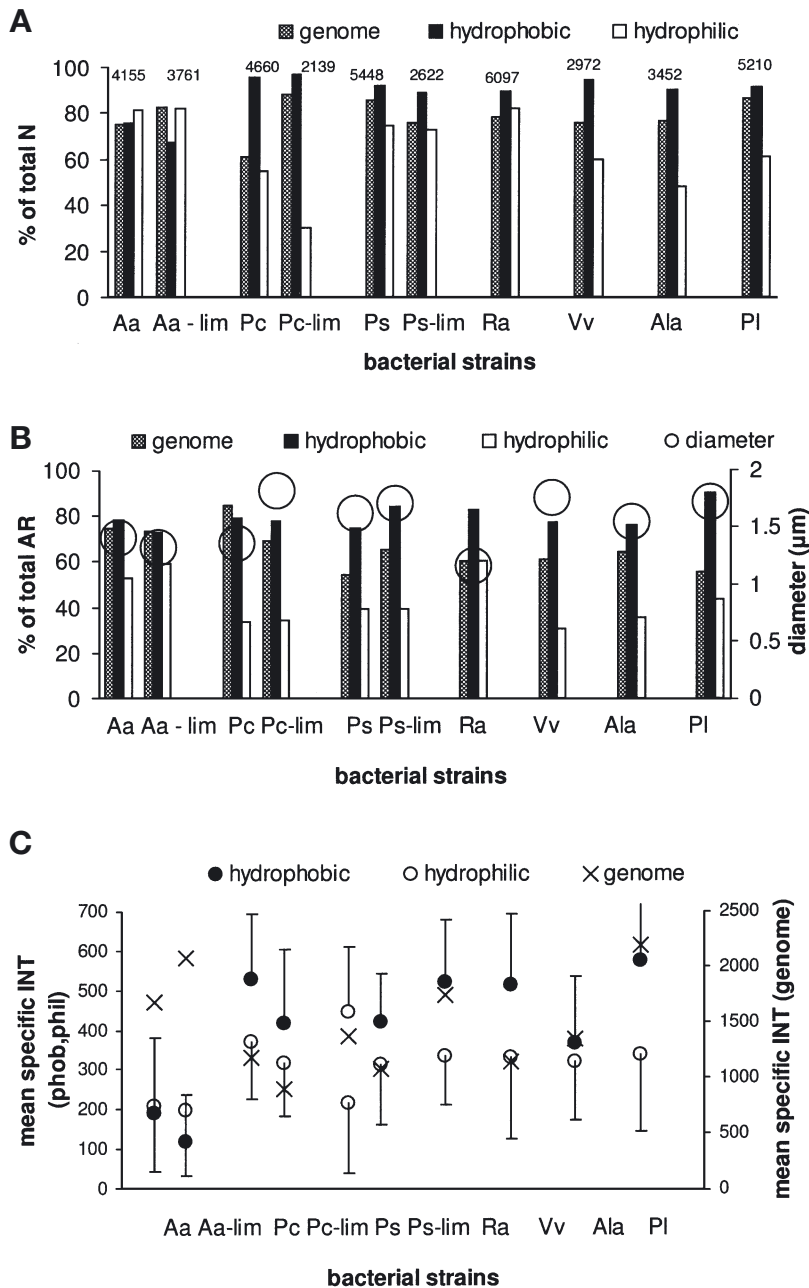 A
genome hydrophobic hydrophilic
100
80
60
40
20
0
% of total N
4155 3761 4660 2139 5448 2622 6097 2972 3452 5210
Aa Aa - lim Pc Pc-lim Ps Ps-lim Ra Vv Ala Pl
bacterial strains
B
genome hydrophobic hydrophilic diameter
100
80
60
40
20
0
% of total AR
2
1.5
1
0.5
0
diameter (µm)
Aa Aa - lim Pc Pc-lim Ps Ps-lim Ra Vv Ala Pl
bacterial strains
C
hydrophobic hydrophilic genome
700
600
500
400
300
200
100
0
mean specific INT
(phob,phil)
2500
2000
1500
1000
500
0
mean specific INT (genome)
Aa Aa-lim Pc Pc-lim Ps Ps-lim Ra Vv Ala Pl
bacterial strains